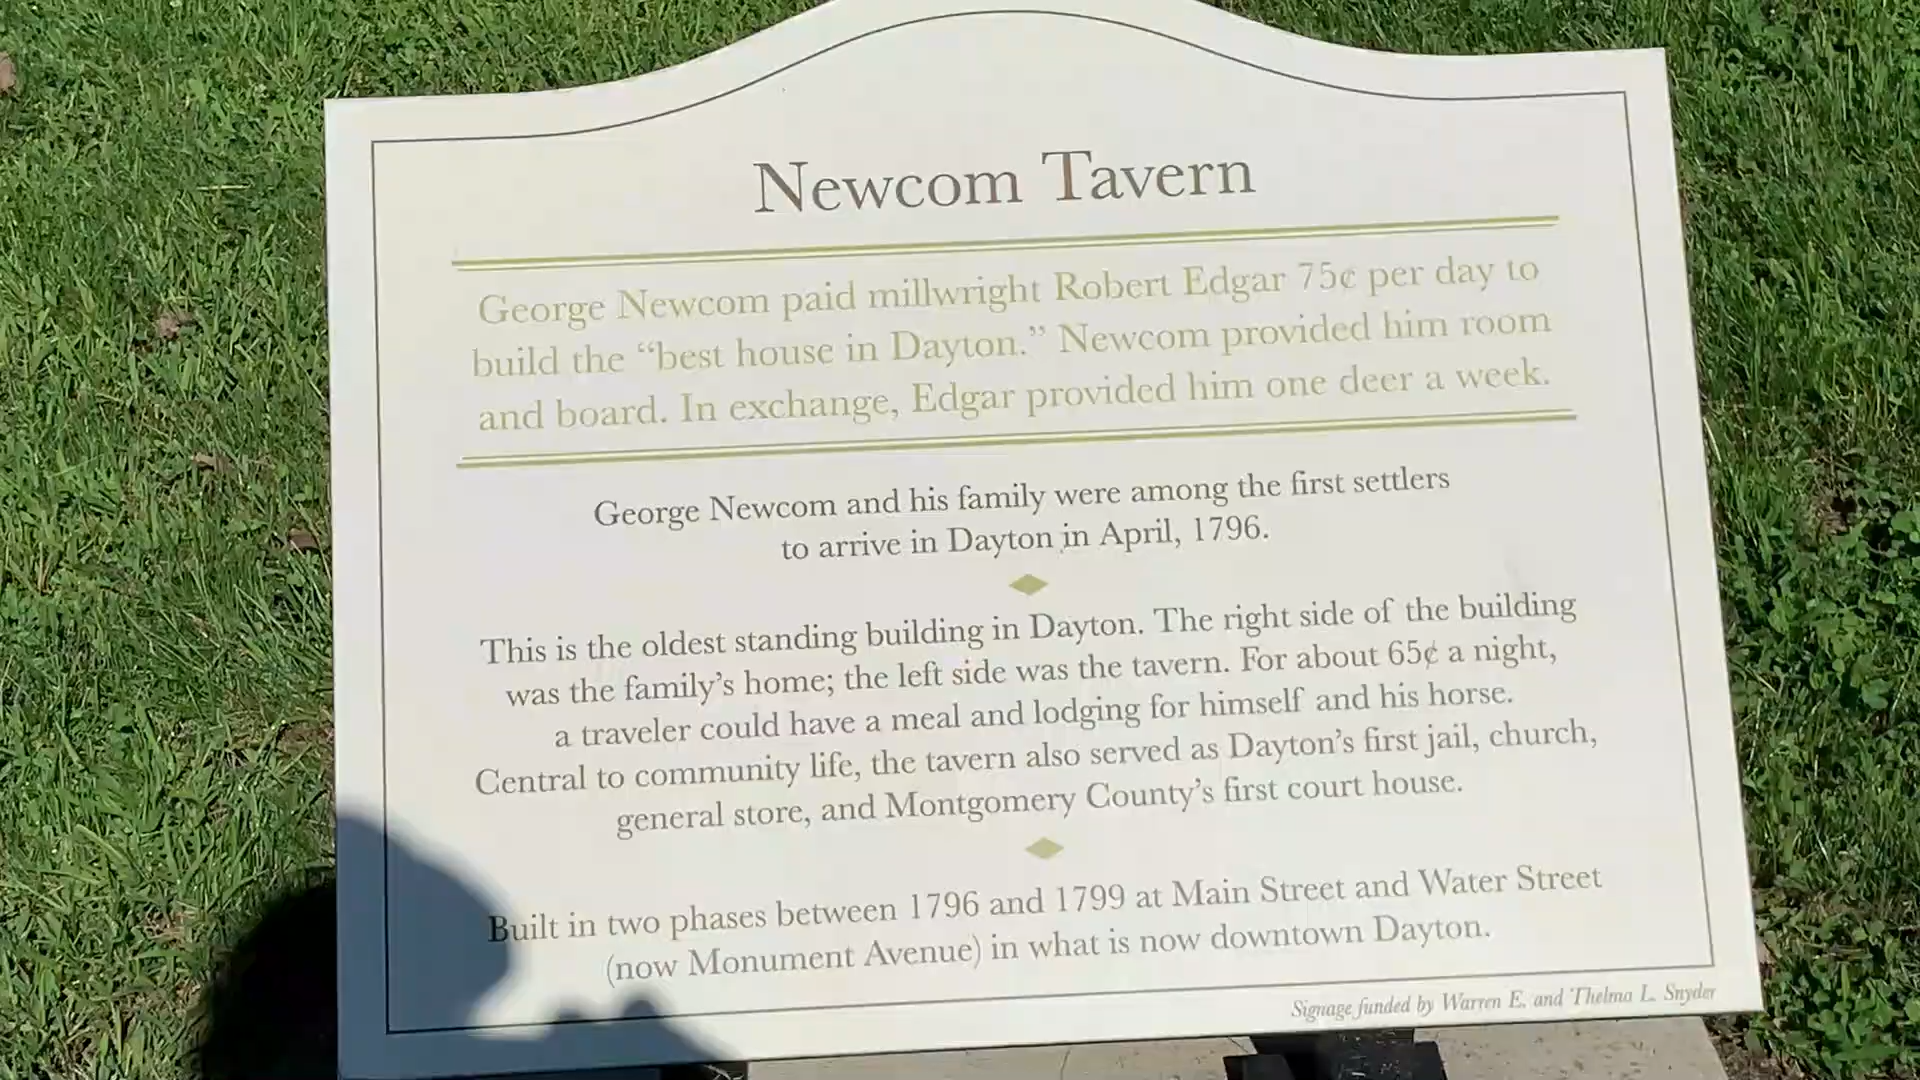 Newcom Tavern
George Newcom paid millwright Robert Edgar 75¢ per day to
build the “best house in Dayton.” Newcom provided him room
and board. In exchange, Edgar provided him one deer a week.
George Newcom and his family were among the first settlers
to arrive in Dayton in April, 1796.
This is the oldest standing building in Dayton. The right side of the building
was the family’s home; the left side was the tavern. For about 65¢ a night,
a traveler could have a meal and lodging for himself and his horse.
Central to community life, the tavern also served as Dayton’s first jail, church,
general store, and Montgomery County’s first court house.
Built in two phases between 1796 and 1799 at Main Street and Water Street
(now Monument Avenue) in what is now downtown Dayton.
Signage funded by Warren E. and Thelma L. Snyder